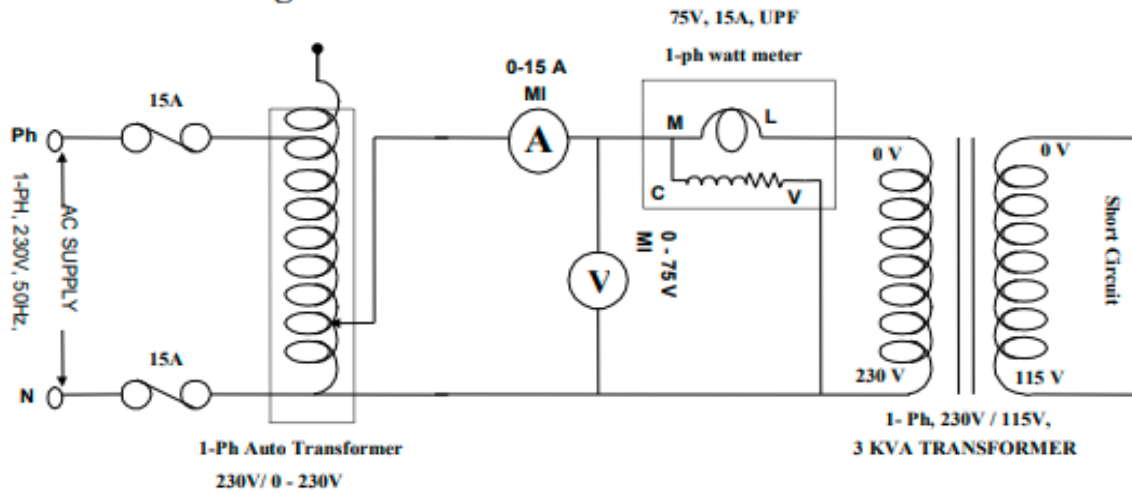 75V, 15A, UPF
1-ph watt meter
0-15 A
MI
15A
Ph
M
L
A
0 V
0 V
C
V
1-PH, 230V, 50Hz,
AC SUPPLY
0 - 75 V
MI
V
Short Circuit
15A
N
230 V
115 V
1-Ph Auto Transformer
230V/ 0 - 230V
1- Ph, 230V / 115V,
3 KVA TRANSFORMER